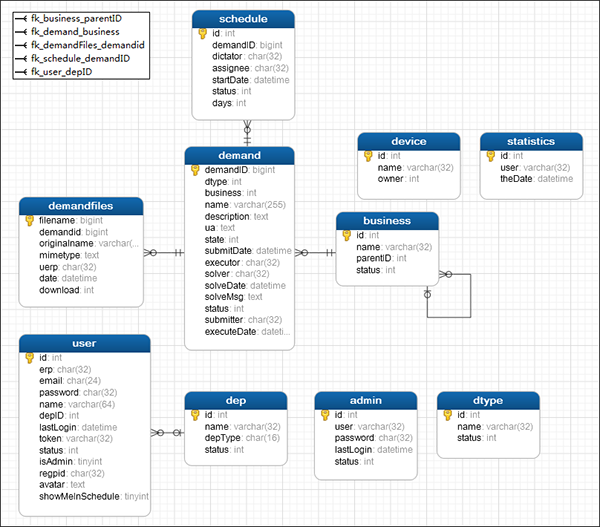 fk_business_parentID
fk_demand_business
fk_demandFiles_demandid
fk_schedule_demandID
fk_user_depID
schedule
id: int
demandID: bigint
dictator: char(32)
assignee: char(32)
startDate: datetime
status: int
days: int
demand
demandID: bigint
dtype: int
business: int
name: varchar(255)
description: text
ua: text
state: int
submitDate: datetime
executor: char(32)
solver: char(32)
solveDate: datetime
solveMsg: text
status: int
submitter: char(32)
executeDate: dateti...
device
id: int
name: varchar(32)
owner: int
statistics
id: int
user: varchar(32)
theDate: datetime
demandfiles
filename: bigint
demandid: bigint
originalname: varchar(...
mimetype: text
uerp: char(32)
date: datetime
download: int
business
id: int
name: varchar(32)
parentID: int
status: int
user
id: int
erp: char(32)
email: char(24)
password: char(32)
name: varchar(64)
depID: int
lastLogin: datetime
token: varchar(32)
status: int
isAdmin: tinyint
regpid: char(32)
avatar: text
showMeInSchedule: tinyint
dep
id: int
name: varchar(32)
depType: char(16)
status: int
admin
id: int
user: varchar(32)
password: char(32)
lastLogin: datetime
status: int
dtype
id: int
name: varchar(32)
status: int